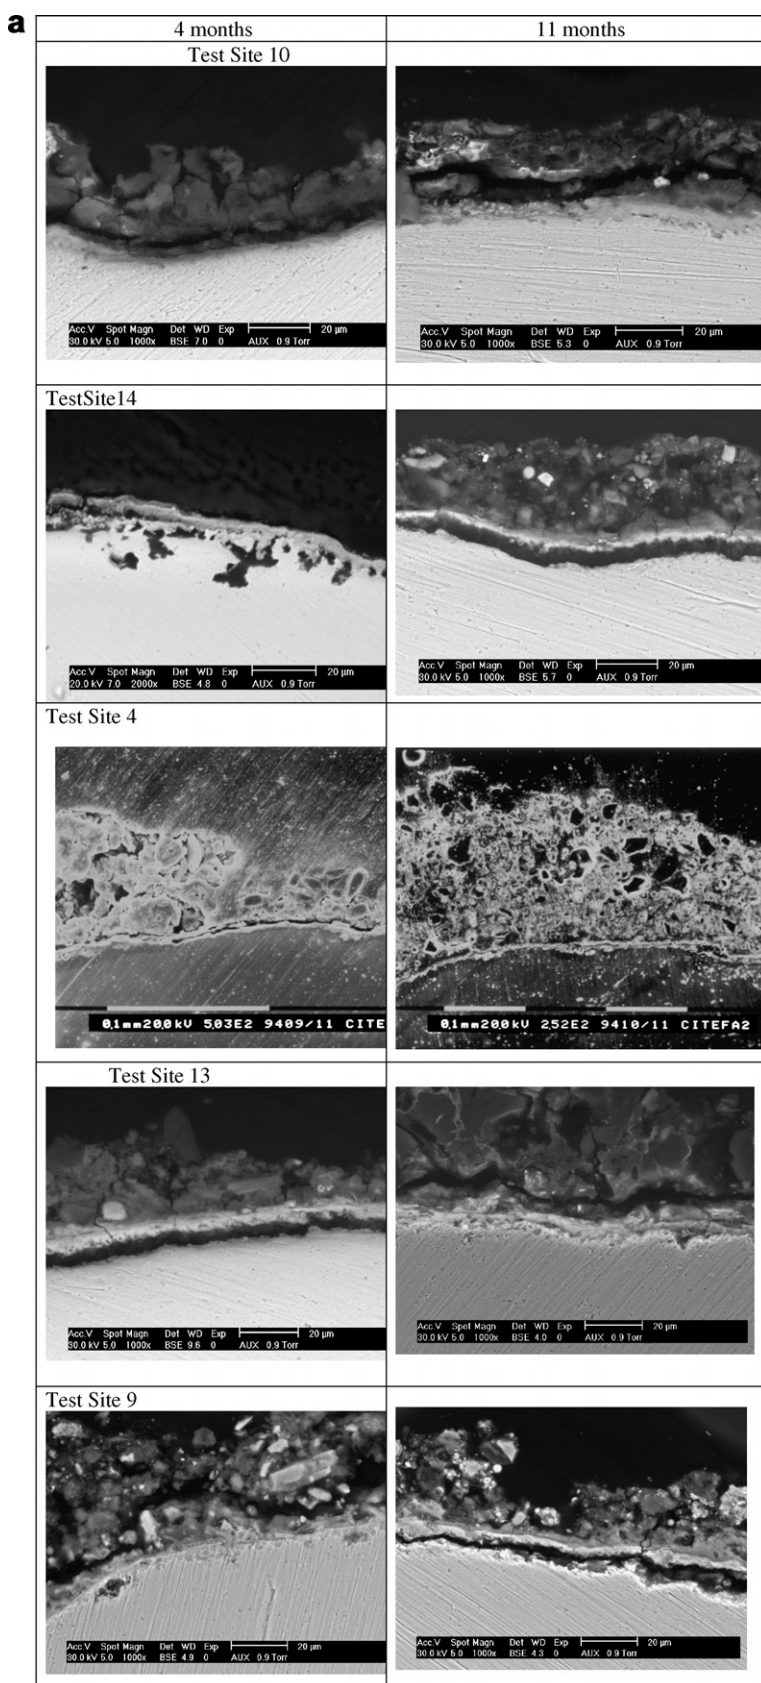 a
4 months 11 months
Test Site 10
Acc.V Spot Magn Det WD Exp 20 µm
30.0 kV 5.0 1000x BSE 7.0 0 AUX 0.9 Torr
Acc.V Spot Magn Det WD Exp 20 µm
30.0 kV 5.0 1000x BSE 5.3 0 AUX 0.9 Torr
TestSite14
Acc.V Spot Magn Det WD Exp 20 µm
20.0 kV 7.0 2000x BSE 4.8 0 AUX 0.9 Torr
Acc.V Spot Magn Det WD Exp 20 µm
30.0 kV 5.0 1000x BSE 5.7 0 AUX 0.9 Torr
Test Site 4
0,1mm20,0kV 5,03E2 9409/11 CITE
0,1mm20,0kV 2,52E2 9410/11 CITEFA2
Test Site 13
Acc.V Spot Magn Det WD Exp 20 µm
30.0 kV 5.0 1000x BSE 9.6 0 AUX 0.9 Torr
Acc.V Spot Magn Det WD Exp 20 µm
30.0 kV 5.0 1000x BSE 4.0 0 AUX 0.9 Torr
Test Site 9
Acc.V Spot Magn Det WD Exp 20 µm
30.0 kV 5.0 1000x BSE 4.9 0 AUX 0.9 Torr
Acc.V Spot Magn Det WD Exp 20 µm
30.0 kV 5.0 1000x BSE 4.3 0 AUX 0.9 Torr